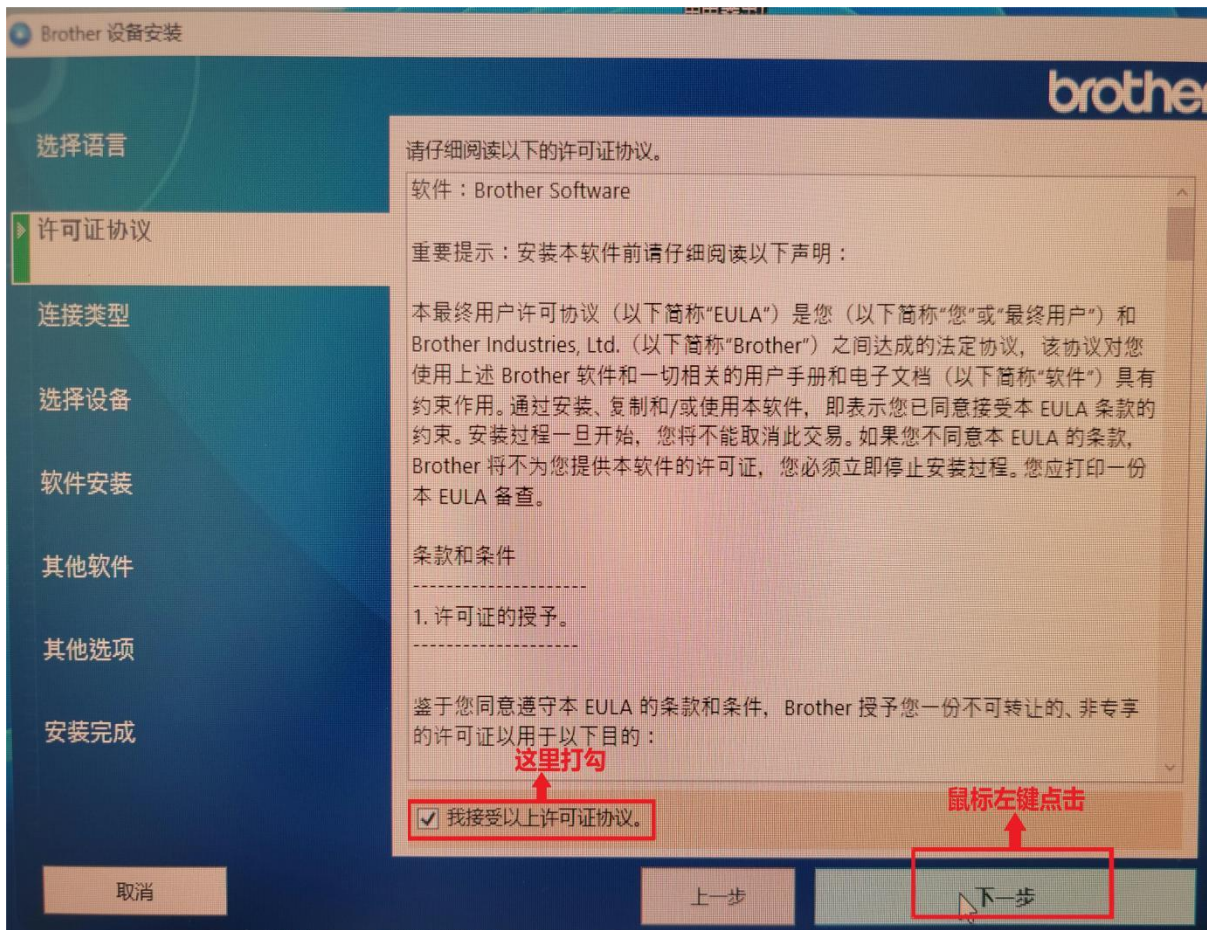 Brother 设备安装
brother
选择语言
许可证协议
连接类型
选择设备
软件安装
其他软件
其他选项
安装完成
请仔细阅读以下的许可证协议。
软件：Brother Software
重要提示：安装本软件前请仔细阅读以下声明：
本最终用户许可协议（以下简称“EULA”）是您（以下简称“您”或“最终用户”）和
Brother Industries, Ltd.（以下简称“Brother”）之间达成的法定协议，该协议对您
使用上述 Brother 软件和一切相关的用户手册和电子文档（以下简称“软件”）具有
约束作用。通过安装、复制和/或使用本软件，即表示您已同意接受本 EULA 条款的
约束。安装过程一旦开始，您将不能取消此交易。如果您不同意本 EULA 的条款，
Brother 将不为您提供本软件的许可证，您必须立即停止安装过程。您应打印一份
本 EULA 备查。
条款和条件
---------------------
1. 许可证的授予。
--------------------
鉴于您同意遵守本 EULA 的条款和条件，Brother 授予您一份不可转让的、非专享
的许可证以用于以下目的：
这里打勾
我接受以上许可证协议。
鼠标左键点击
取消
上一步
下一步